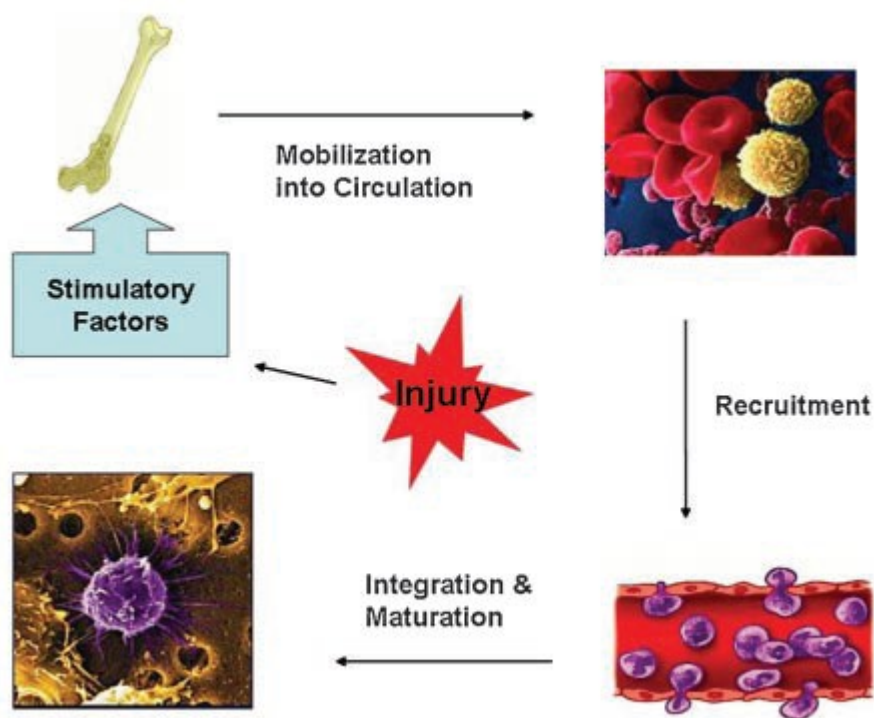 Mobilization
into Circulation
Stimulatory
Factors
Injury
Recruitment
Integration &
Maturation